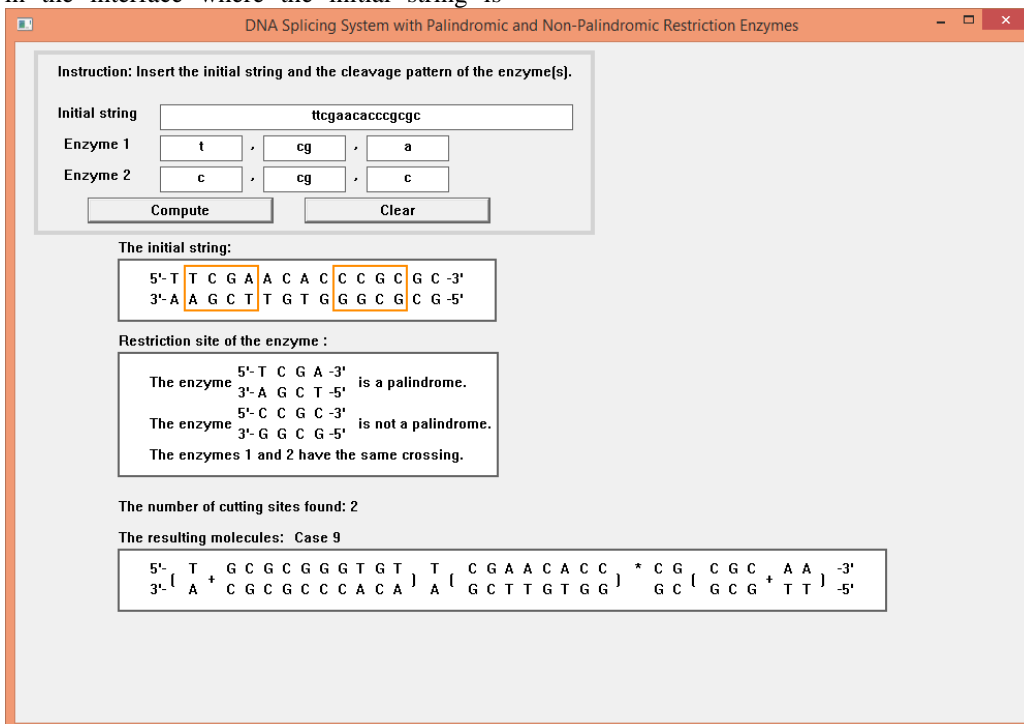 in the interface where the initial string is
DNA Splicing System with Palindromic and Non-Palindromic Restriction Enzymes
Instruction: Insert the initial string and the cleavage pattern of the enzyme(s).
Initial string ttcgaacacccgcgc
Enzyme 1 t , cg , a
Enzyme 2 c , cg , c
Compute Clear
The initial string:
5'- T T C G A A C A C C C G C G C -3'
3'- A A G C T T G T G G G C G C G -5'
Restriction site of the enzyme :
5'- T C G A -3'
The enzyme is a palindrome.
3'- A G C T -5'
5'- C C G C -3'
The enzyme is not a palindrome.
3'- G G C G -5'
The enzymes 1 and 2 have the same crossing.
The number of cutting sites found: 2
The resulting molecules: Case 9
5'- ( T + G C G C G G G T G T ) T ( C G A A C A C C ) * C G ( C G C + A A ) -3'
3'- A C G C G C C C A C A A G C T T G T G G G C G C G T T -5'